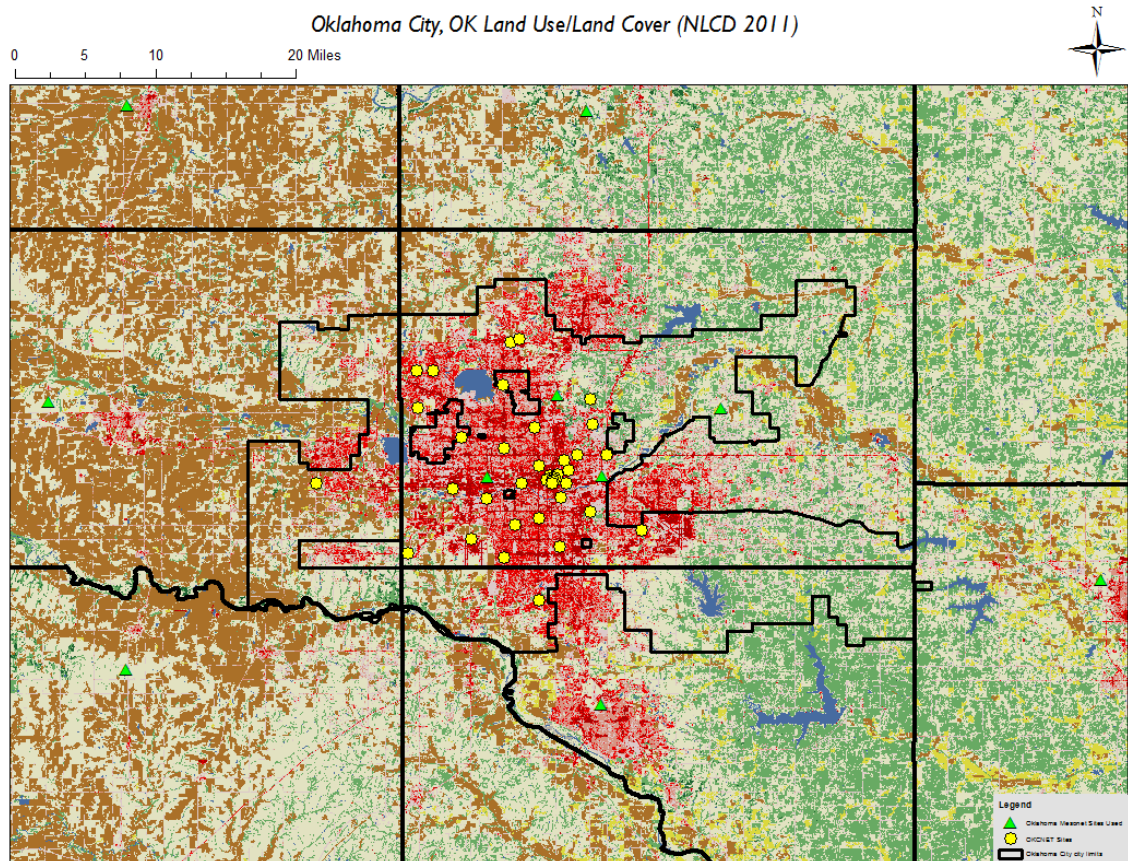 Oklahoma City, OK Land Use/Land Cover (NLCD 2011)
N
0 5 10 20 Miles
Legend
Oklahoma Mesonet Sites Used
OKCNET Sites
Oklahoma City city limits